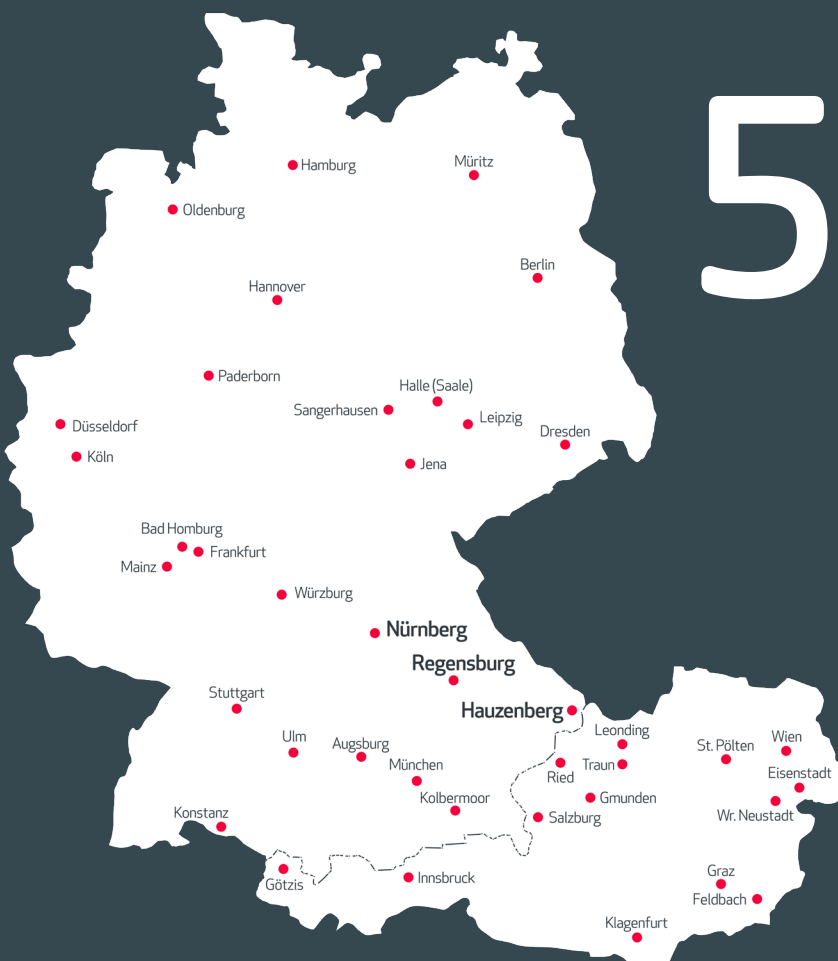 5
Hamburg
Müritz
Oldenburg
Berlin
Hannover
Paderborn
Halle (Saale)
Sangerhausen
Leipzig
Düsseldorf
Dresden
Köln
Jena
Bad Homburg
Frankfurt
Mainz
Würzburg
Nürnberg
Regensburg
Stuttgart
Hauzenberg
Leonding
Ulm
Augsburg
St. Pölten
Wien
München
Traun
Ried
Eisenstadt
Kolbermoor
Gmunden
Konstanz
Salzburg
Wr. Neustadt
Götzis
Innsbruck
Graz
Feldbach
Klagenfurt